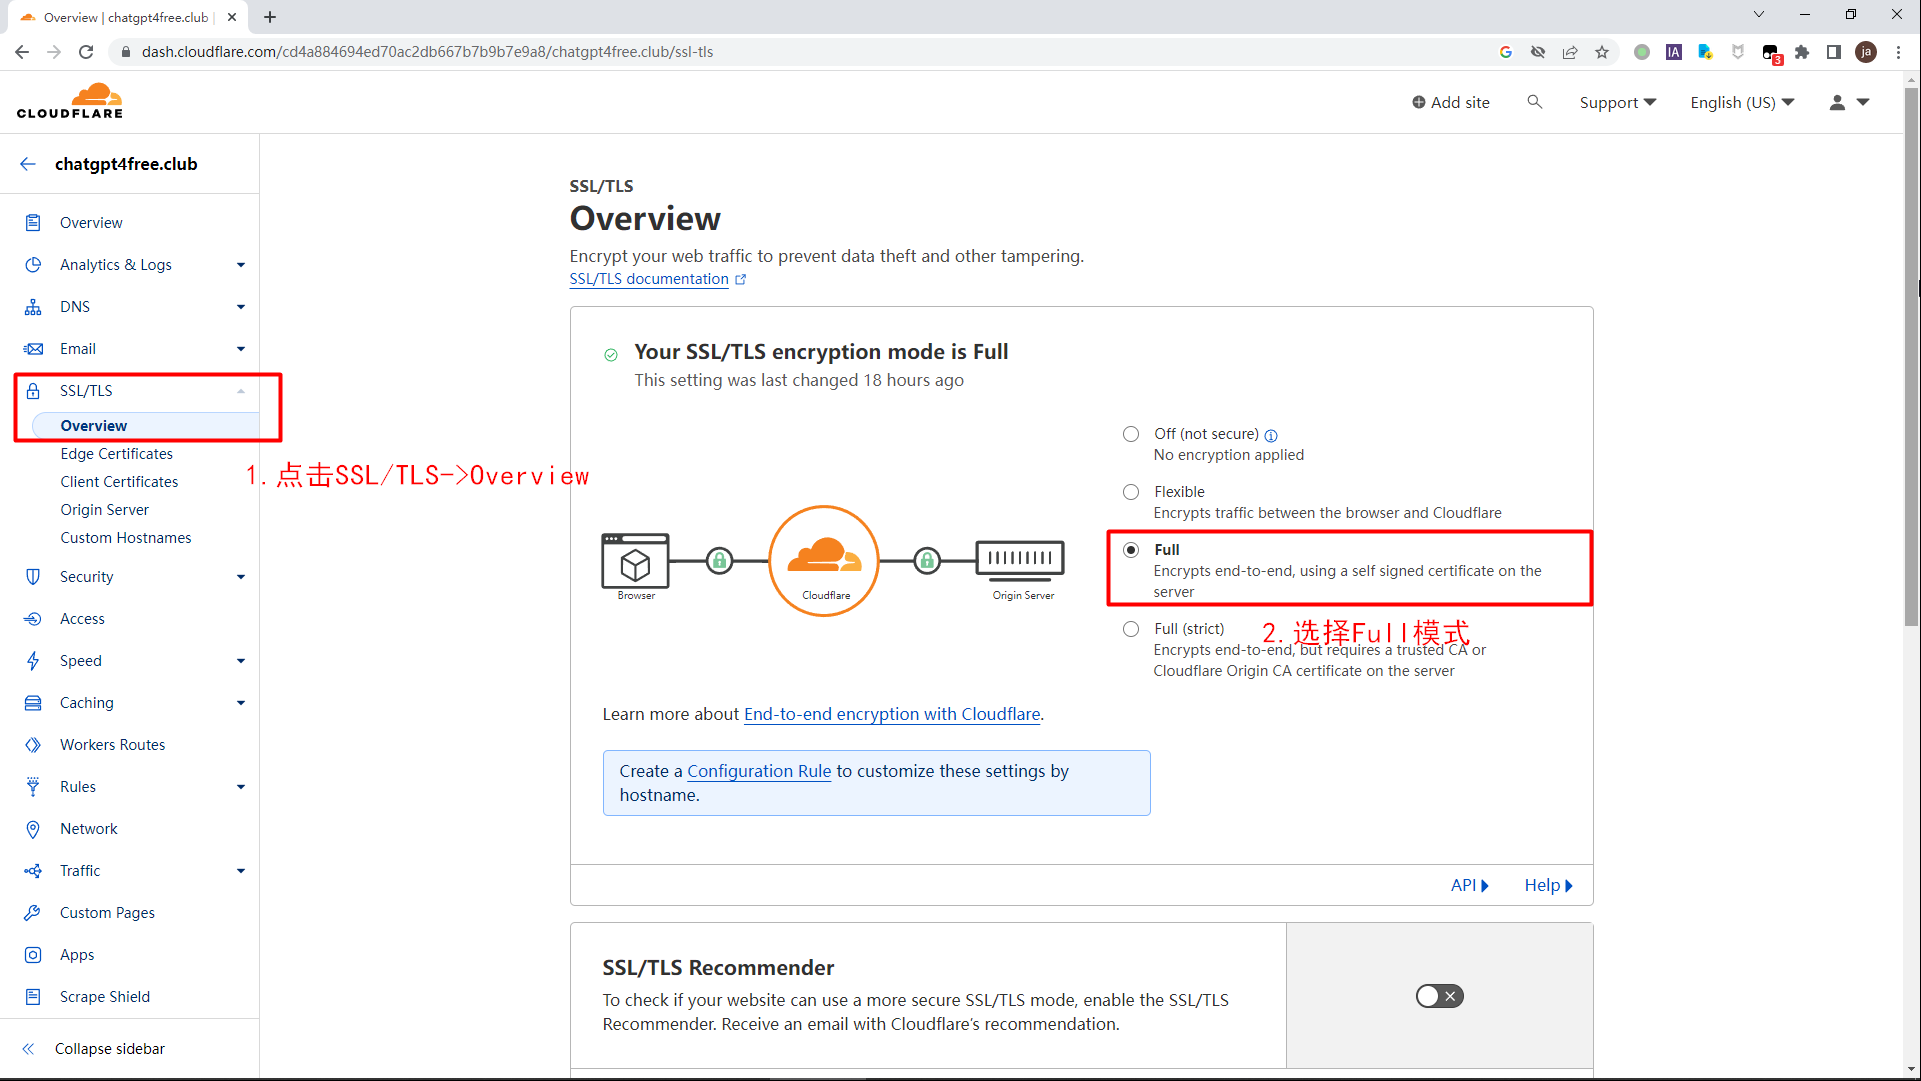 Overview | chatgpt4free.club |
dash.cloudflare.com/cd4a884694ed70ac2db667b7b9b7e9a8/chatgpt4free.club/ssl-tls
IA
3
ja
CLOUDFLARE
Add site
Support
English (US)
chatgpt4free.club
Overview
Analytics & Logs
DNS
Email
SSL/TLS
Overview
Edge Certificates
Client Certificates
Origin Server
Custom Hostnames
Security
Access
Speed
Caching
Workers Routes
Rules
Network
Traffic
Custom Pages
Apps
Scrape Shield
Collapse sidebar
1.点击SSL/TLS->Overview
SSL/TLS
Overview
Encrypt your web traffic to prevent data theft and other tampering.
SSL/TLS documentation
Your SSL/TLS encryption mode is Full
This setting was last changed 18 hours ago
Browser
Cloudflare
Origin Server
Off (not secure)
No encryption applied
Flexible
Encrypts traffic between the browser and Cloudflare
Full
Encrypts end-to-end, using a self signed certificate on the
server
Full (strict)
2.选择Full模式
Encrypts end-to-end, but requires a trusted CA or
Cloudflare Origin CA certificate on the server
Learn more about End-to-end encryption with Cloudflare.
Create a Configuration Rule to customize these settings by
hostname.
API
Help
SSL/TLS Recommender
To check if your website can use a more secure SSL/TLS mode, enable the SSL/TLS
Recommender. Receive an email with Cloudflare's recommendation.